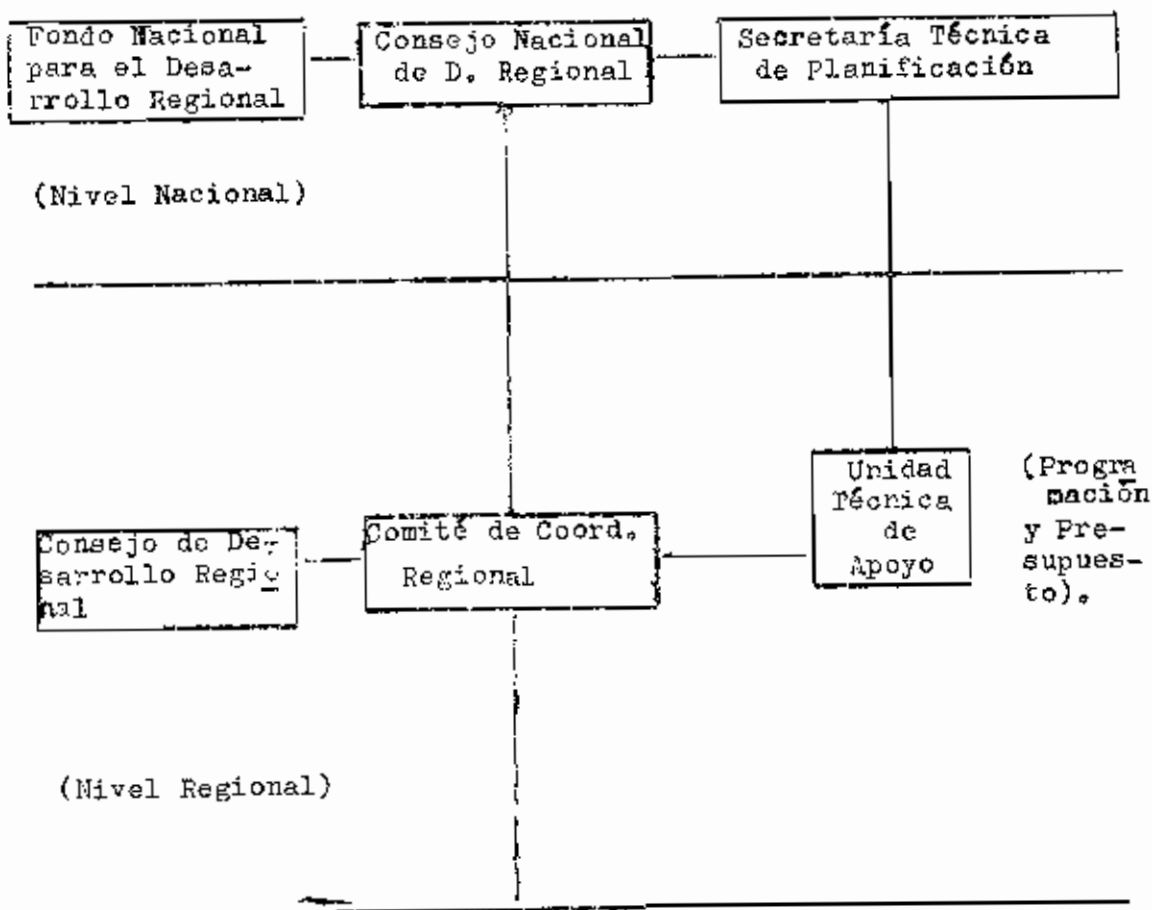 Fondo Nacional
para el Desa-
rrollo Regional
Consejo Nacional
de D. Regional
Secretaría Técnica
de Planificación
(Nivel Nacional)
Unidad
Técnica
de
Apoyo
(Progra
mación
y Pre-
supues-
to).
Comité de Coord.
Regional
Consejo de De-
sarrollo Regio
nal
(Nivel Regional)